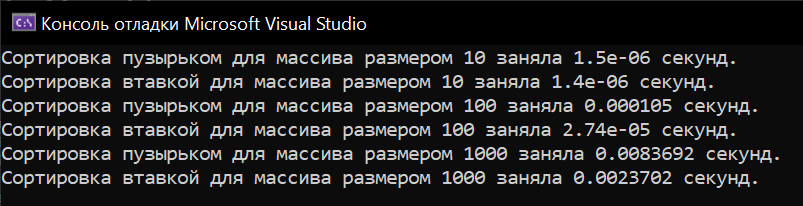 Консоль отладки Microsoft Visual Studio
Сортировка пузырьком для массива размером 10 заняла 1.5e-06 секунд.
Сортировка втавкой для массива размером 10 заняла 1.4e-06 секунд.
Сортировка пузырьком для массива размером 100 заняла 0.000105 секунд.
Сортировка втавкой для массива размером 100 заняла 2.74e-05 секунд.
Сортировка пузырьком для массива размером 1000 заняла 0.0083692 секунд.
Сортировка втавкой для массива размером 1000 заняла 0.0023702 секунд.